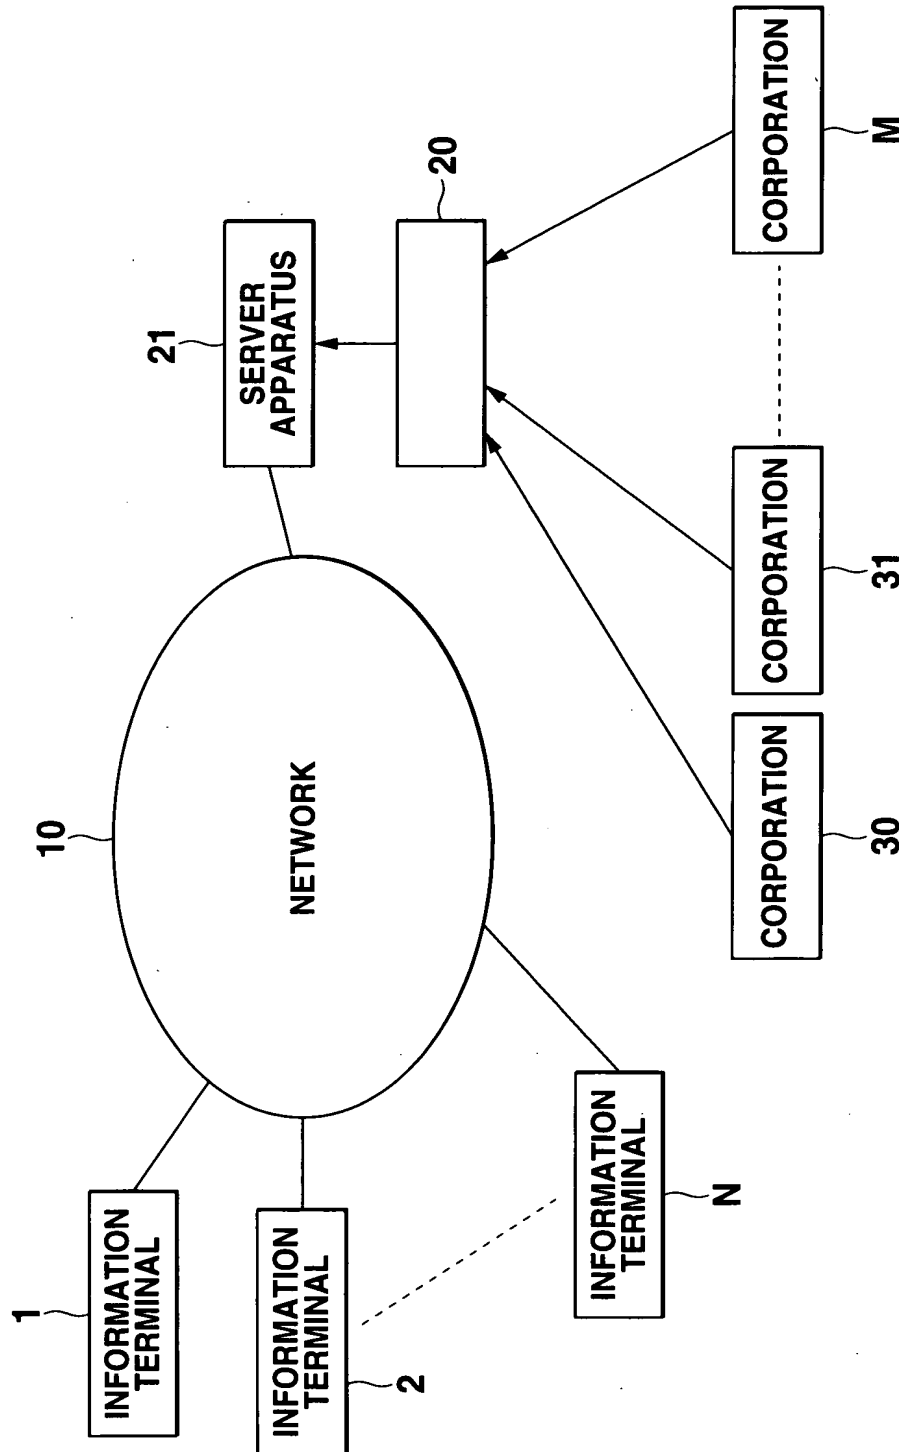 1
INFORMATION
TERMINAL
INFORMATION
TERMINAL
2
INFORMATION
TERMINAL
N
10
NETWORK
21
SERVER
APPARATUS
20
CORPORATION
30
CORPORATION
31
CORPORATION
M